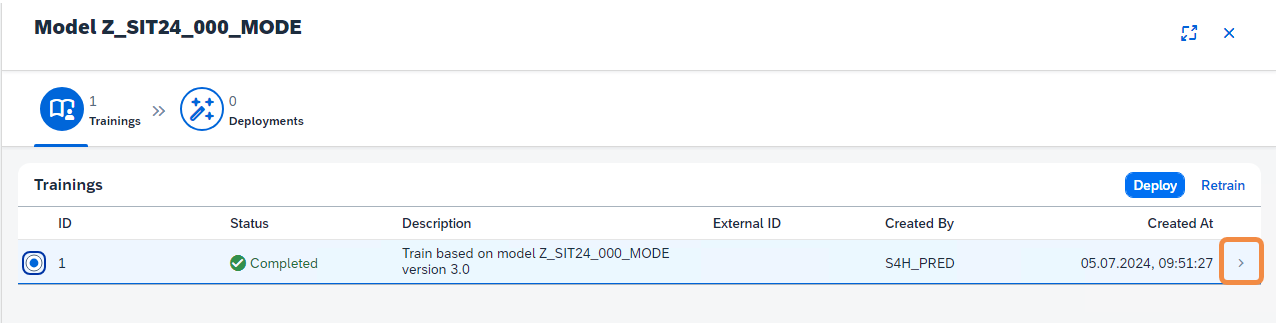 Model Z_SIT24_000_MODE
1
Trainings
0
Deployments
Trainings
Deploy Retrain
ID Status Description External ID Created By Created At
1 Completed Train based on model Z_SIT24_000_MODE S4H_PRED 05.07.2024, 09:51:27
version 3.0